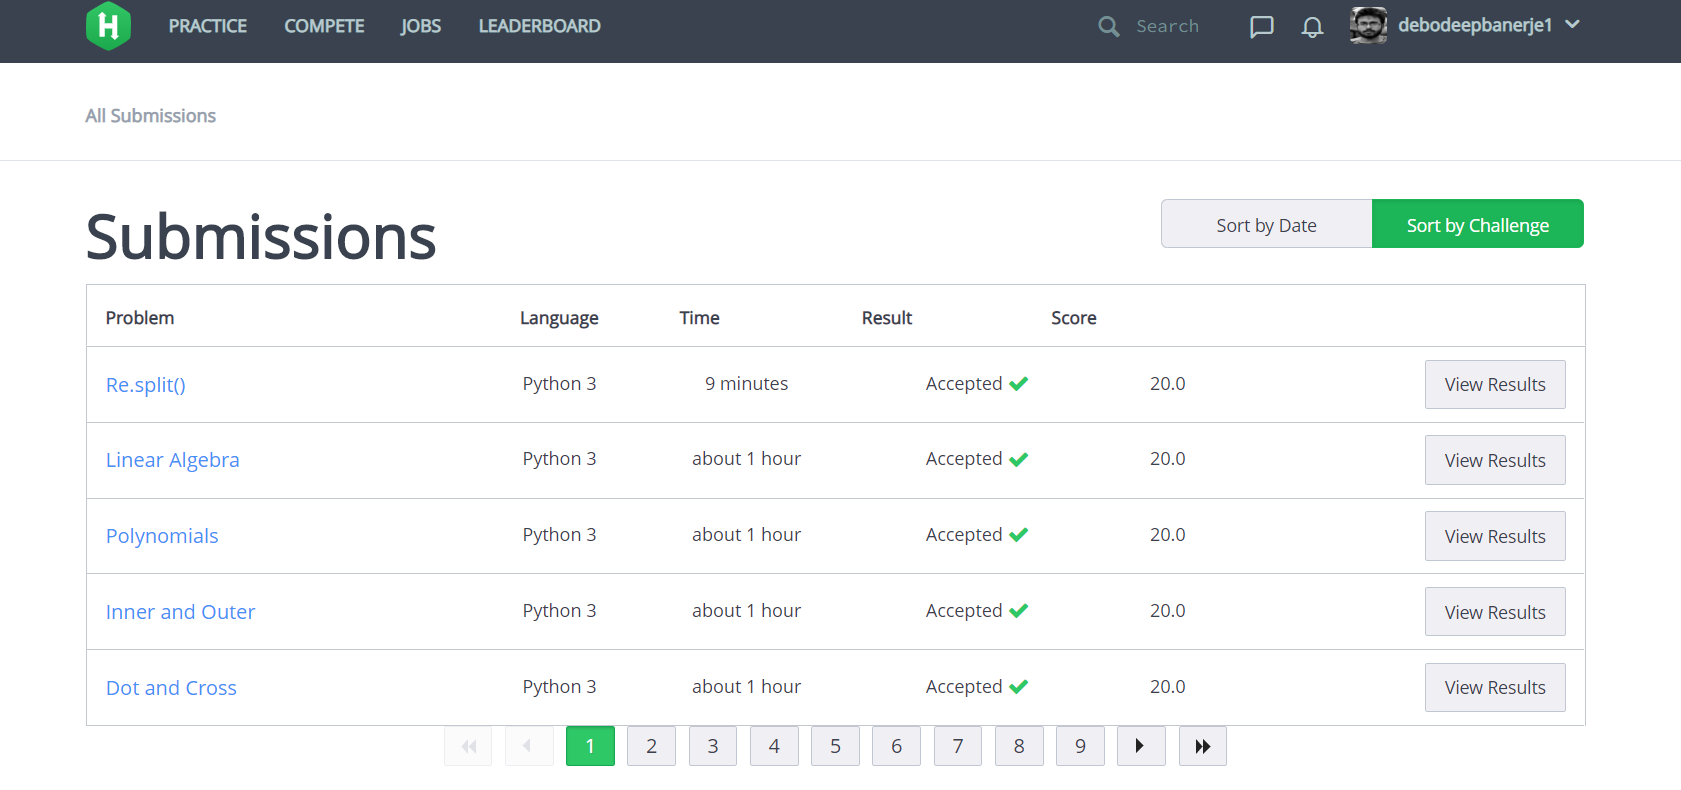 H PRACTICE COMPETE JOBS LEADERBOARD Search debodeepbanerje1
All Submissions
Submissions
Sort by Date Sort by Challenge
Problem Language Time Result Score
Re.split() Python 3 9 minutes Accepted 20.0 View Results
Linear Algebra Python 3 about 1 hour Accepted 20.0 View Results
Polynomials Python 3 about 1 hour Accepted 20.0 View Results
Inner and Outer Python 3 about 1 hour Accepted 20.0 View Results
Dot and Cross Python 3 about 1 hour Accepted 20.0 View Results
1 2 3 4 5 6 7 8 9